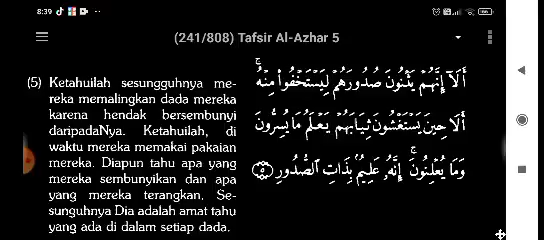 8:39
(241/808) Tafsir Al-Azhar 5
(5) Ketahuilah sesungguhnya me-
reka memalingkan dada mereka
karena hendak bersembunyi
daripadaNya. Ketahuilah, di
waktu mereka memakai pakaian
mereka. Diapun tahu apa yang
mereka sembunyikan dan apa
yang mereka terangkan. Se-
sunguhnya Dia adalah amat tahu
yang ada di dalam setiap dada.
أَلَآ إِنَّهُمْ يَثْنُونَ صُدُورَهُمْ لِيَسْتَخْفُوا مِنْهُ
أَلَا حِينَ يَسْتَغْشُونَ ثِيَابَهُمْ يَعْلَمُ مَا يُسِرُّونَ
وَمَا يُعْلِنُونَ إِنَّهُ عَلِيمٌ بِذَاتِ الصُّدُورِ ﴿٥﴾